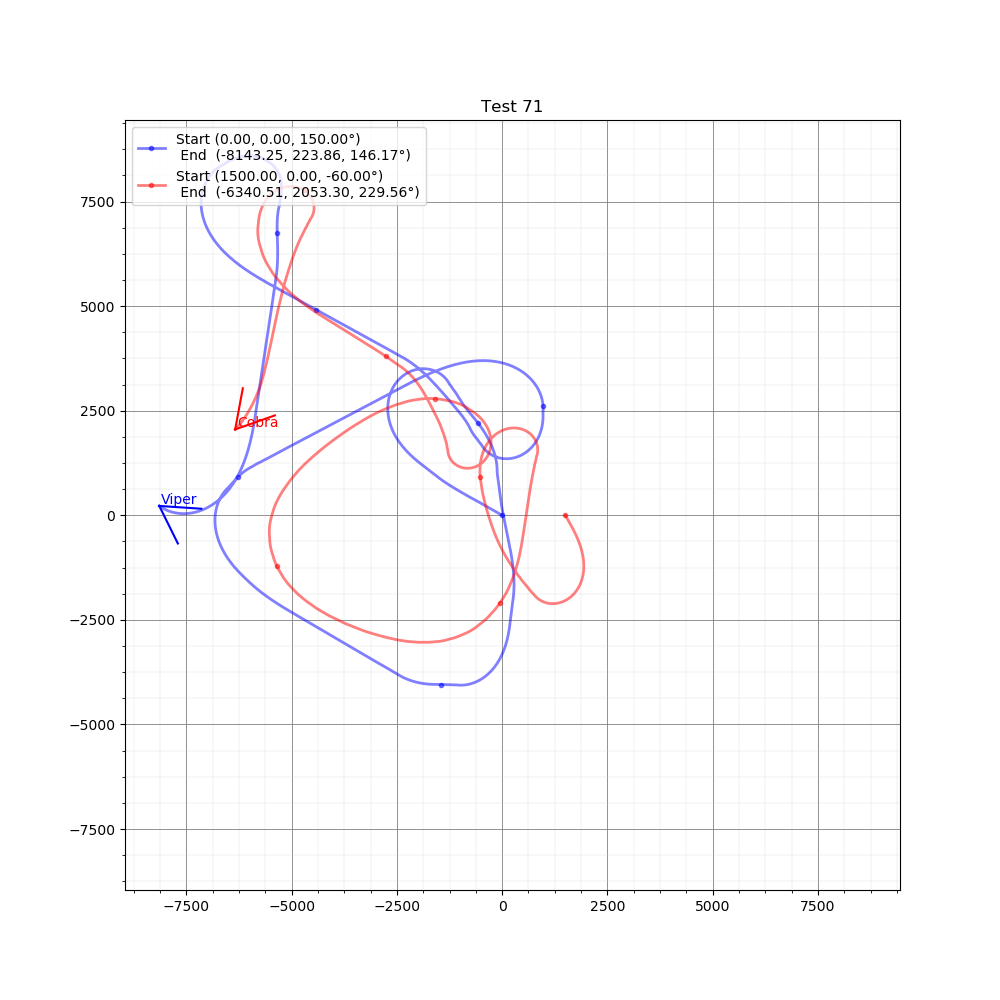 Test 71
Start (0.00, 0.00, 150.00°)
End (-8143.25, 223.86, 146.17°)
Start (1500.00, 0.00, -60.00°)
End (-6340.51, 2053.30, 229.56°)
7500
5000
2500
0
−2500
−5000
−7500
Cobra
Viper
−7500
−5000
−2500
0
2500
5000
7500